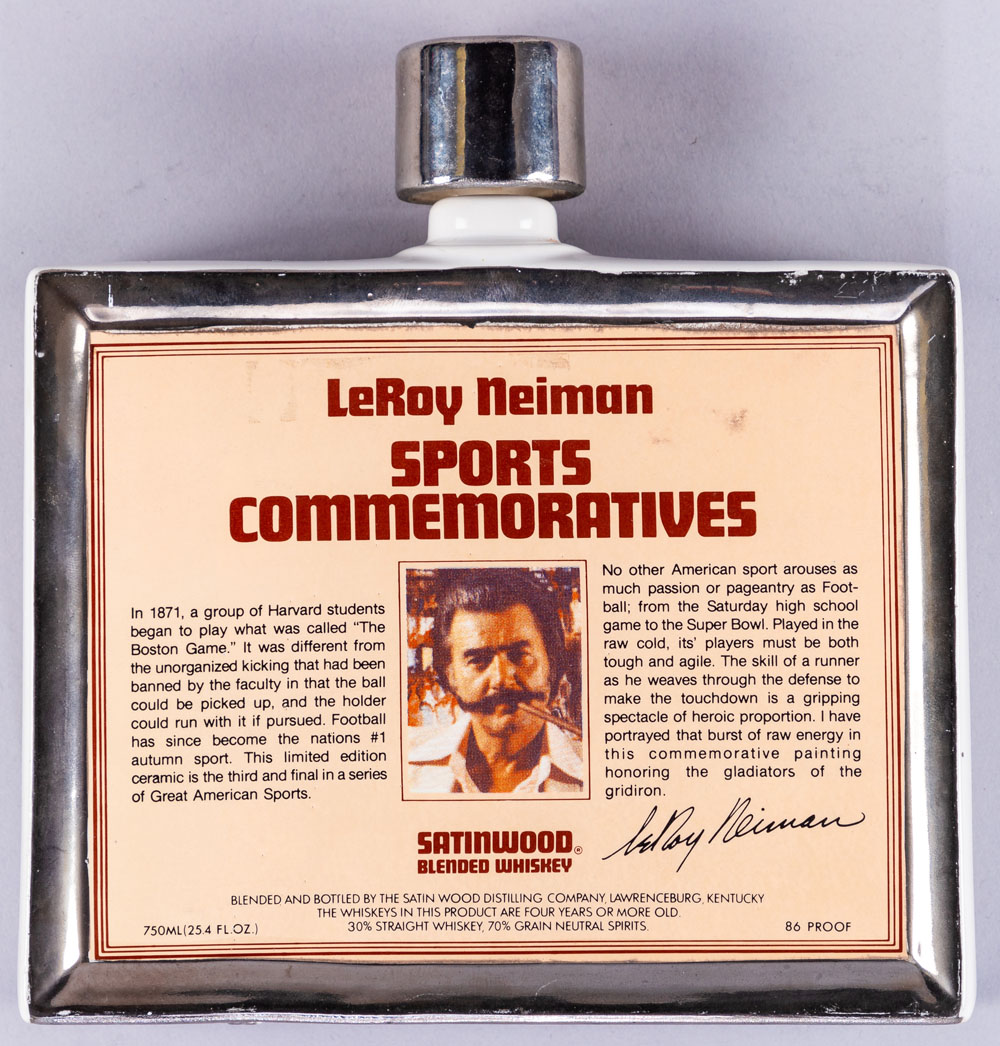 LeRoy Neiman
SPORTS
COMMEMORATIVES
In 1871, a group of Harvard students
began to play what was called "The
Boston Game." It was different from
the unorganized kicking that had been
banned by the faculty in that the ball
could be picked up, and the holder
could run with it if pursued. Football
has since become the nations #1
autumn sport. This limited edition
ceramic is the third and final in a series
of Great American Sports.
No other American sport arouses as
much passion or pageantry as Foot-
ball; from the Saturday high school
game to the Super Bowl. Played in the
raw cold, its' players must be both
tough and agile. The skill of a runner
as he weaves through the defense to
make the touchdown is a gripping
spectacle of heroic proportion. I have
portrayed that burst of raw energy in
this commemorative painting
honoring the gladiators of the
gridiron.
LeRoy Neiman
SATINWOOD®
BLENDED WHISKEY
BLENDED AND BOTTLED BY THE SATIN WOOD DISTILLING COMPANY, LAWRENCEBURG, KENTUCKY
THE WHISKEYS IN THIS PRODUCT ARE FOUR YEARS OR MORE OLD.
750ML(25.4 FL.OZ.) 30% STRAIGHT WHISKEY, 70% GRAIN NEUTRAL SPIRITS. 86 PROOF